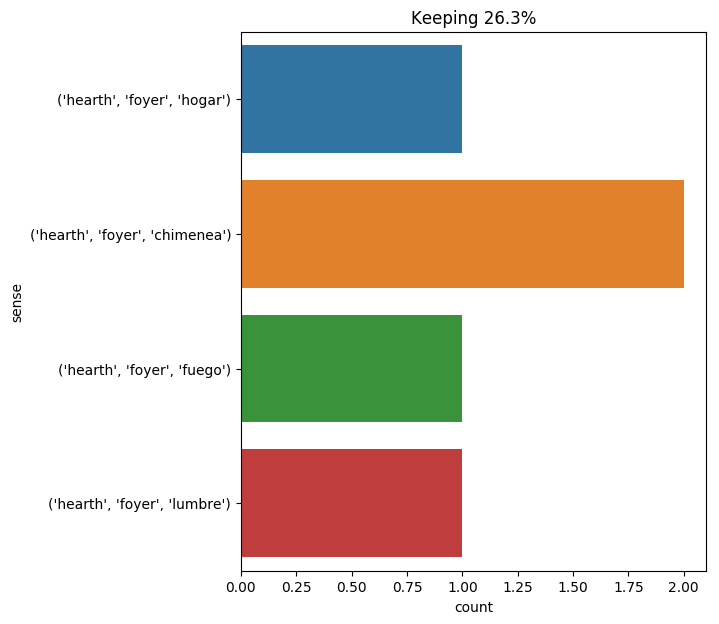 Keeping 26.3%
('hearth', 'foyer', 'hogar')
('hearth', 'foyer', 'chimenea')
sense
('hearth', 'foyer', 'fuego')
('hearth', 'foyer', 'lumbre')
0.00 0.25 0.50 0.75 1.00 1.25 1.50 1.75 2.00
count